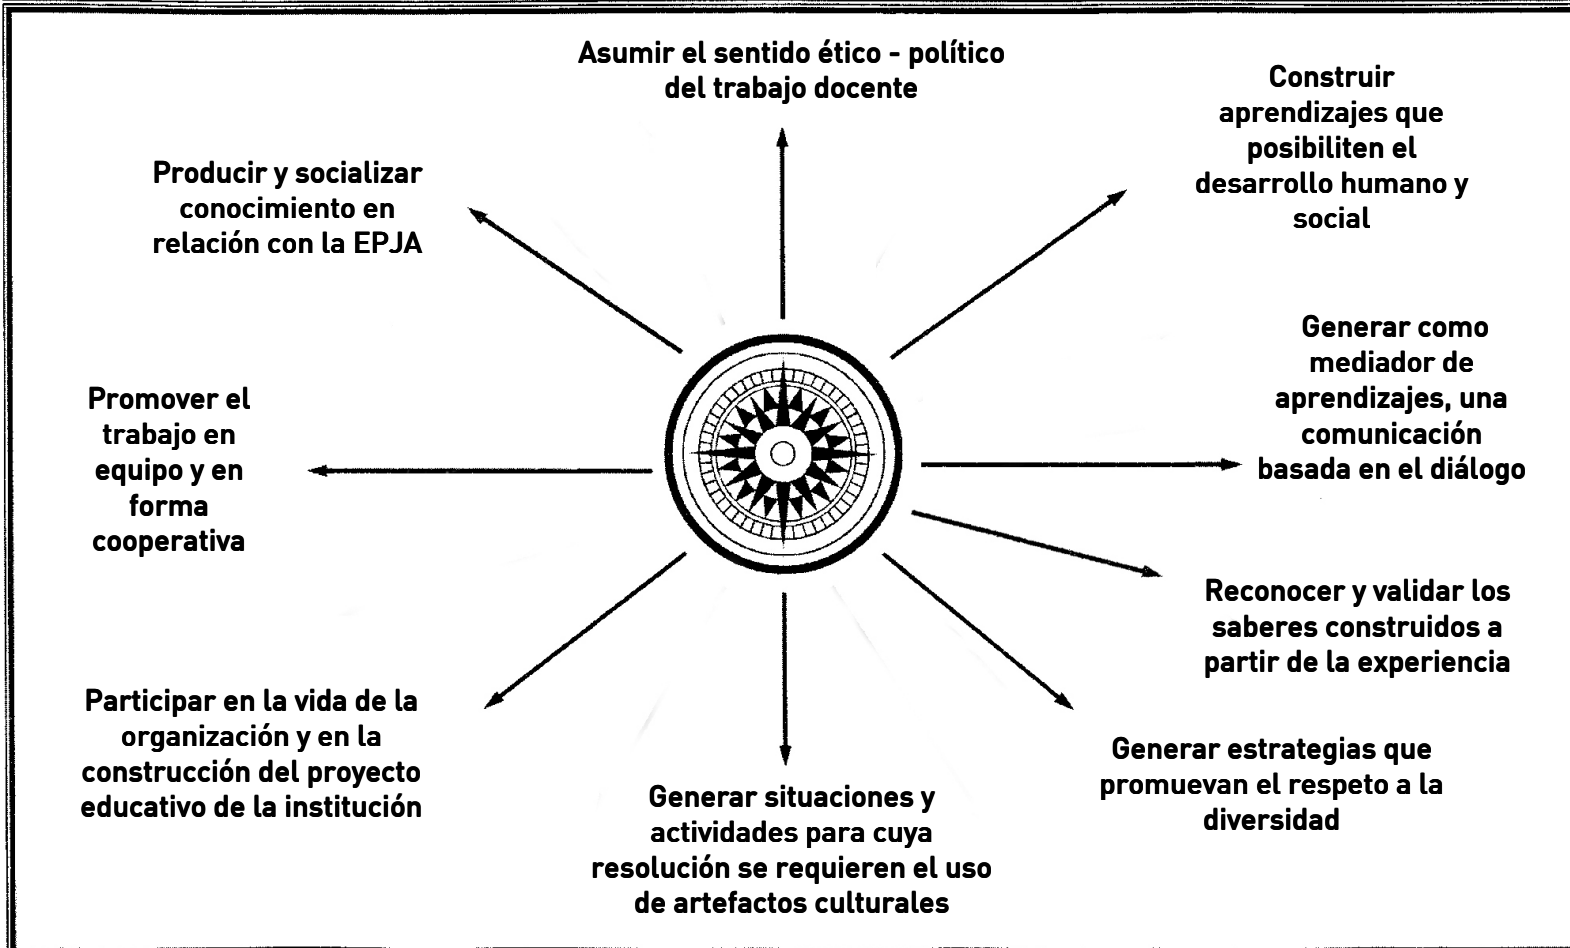 Asumir el sentido ético - político
del trabajo docente
Construir
aprendizajes que
posibiliten el
desarrollo humano y
social
Producir y socializar
conocimiento en
relación con la EPJA
Generar como
mediador de
aprendizajes, una
comunicación
basada en el diálogo
Promover el
trabajo en
equipo y en
forma
cooperativa
Reconocer y validar los
saberes construidos a
partir de la experiencia
Participar en la vida de la
organización y en la
construcción del proyecto
educativo de la institución
Generar estrategias que
promuevan el respeto a la
diversidad
Generar situaciones y
actividades para cuya
resolución se requieren el uso
de artefactos culturales